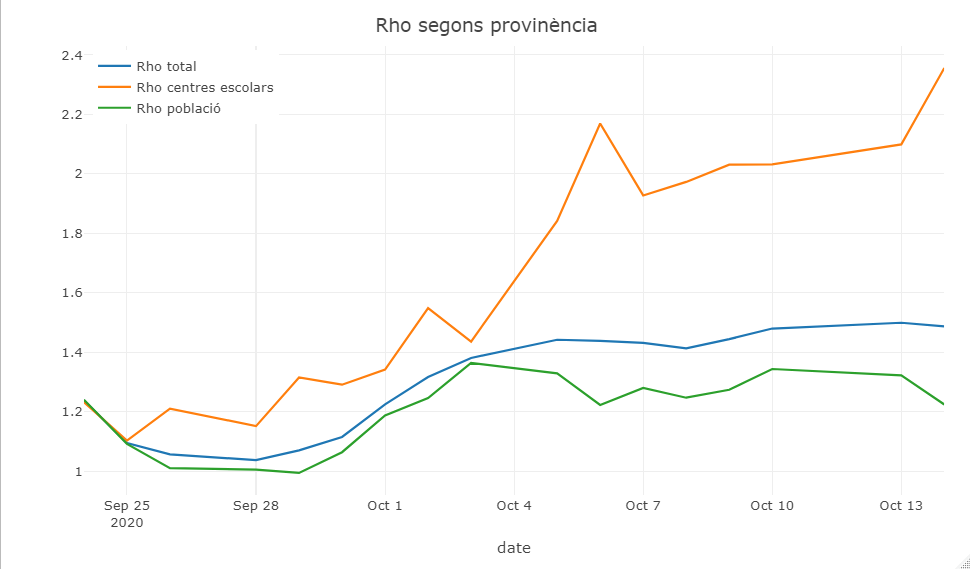 Rho segons provinència
Rho total
Rho centres escolars
Rho població
2.4
2.2
2
1.8
1.6
1.4
1.2
1
Sep 25
2020
Sep 28
Oct 1
Oct 4
Oct 7
Oct 10
Oct 13
date